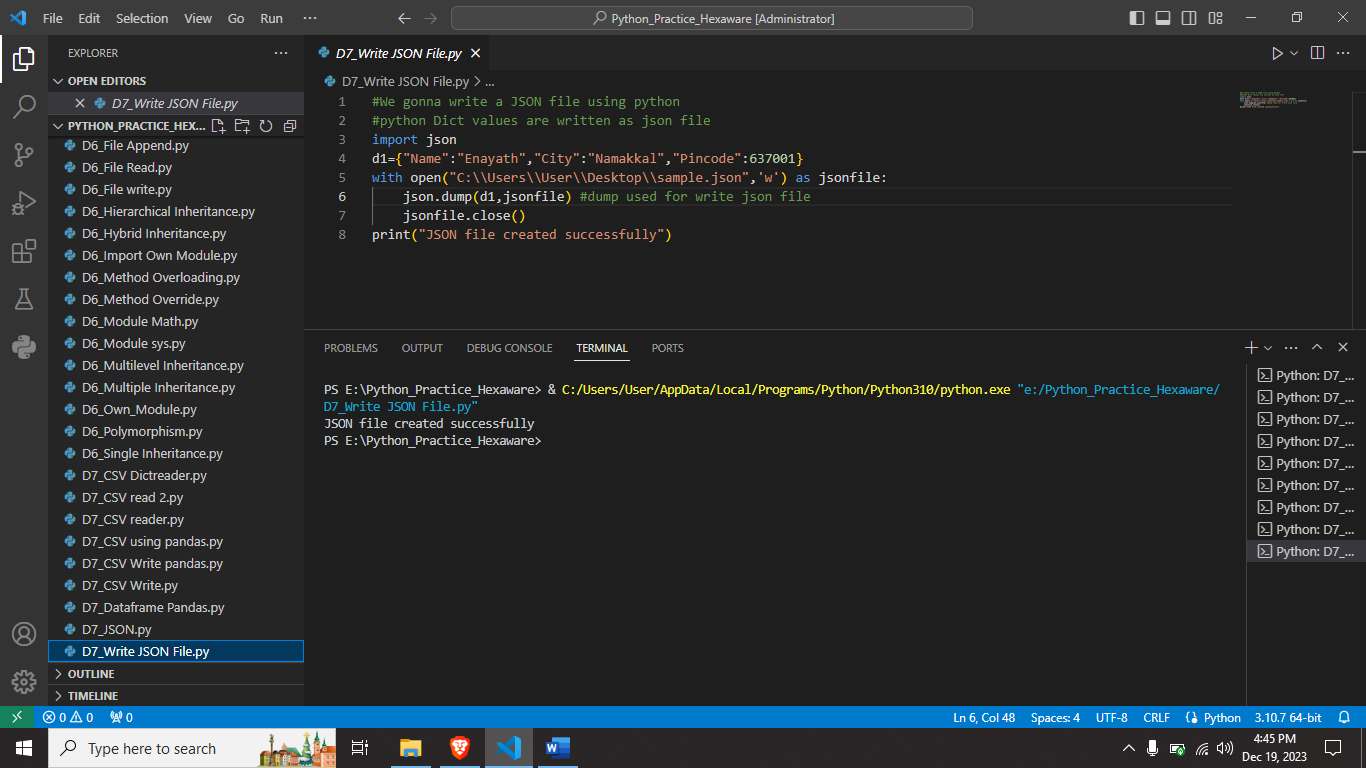 File Edit Selection View Go Run ···
Python_Practice_Hexaware [Administrator]
EXPLORER
OPEN EDITORS
D7_Write JSON File.py
PYTHON_PRACTICE_HEX...
D6_File Append.py
D6_File Read.py
D6_File write.py
D6_Hierarchical Inheritance.py
D6_Hybrid Inheritance.py
D6_Import Own Module.py
D6_Method Overloading.py
D6_Method Override.py
D6_Module Math.py
D6_Module sys.py
D6_Multilevel Inheritance.py
D6_Multiple Inheritance.py
D6_Own_Module.py
D6_Polymorphism.py
D6_Single Inheritance.py
D7_CSV Dictreader.py
D7_CSV read 2.py
D7_CSV reader.py
D7_CSV using pandas.py
D7_CSV Write pandas.py
D7_CSV Write.py
D7_Dataframe Pandas.py
D7_JSON.py
D7_Write JSON File.py
OUTLINE
TIMELINE
D7_Write JSON File.py
D7_Write JSON File.py > ...
1 #We gonna write a JSON file using python
2 #python Dict values are written as json file
3 import json
4 d1={"Name":"Enayath","City":"Namakkal","Pincode":637001}
5 with open("C:\\Users\\User\\Desktop\\sample.json",'w') as jsonfile:
6     json.dump(d1,jsonfile) #dump used for write json file
7     jsonfile.close()
8 print("JSON file created successfully")
PROBLEMS OUTPUT DEBUG CONSOLE TERMINAL PORTS
PS E:\Python_Practice_Hexaware> & C:/Users/User/AppData/Local/Programs/Python/Python310/python.exe "e:/Python_Practice_Hexaware/
D7_Write JSON File.py"
JSON file created successfully
PS E:\Python_Practice_Hexaware>
Python: D7_...
Python: D7_...
Python: D7_...
Python: D7_...
Python: D7_...
Python: D7_...
Python: D7_...
Python: D7_...
Python: D7_...
0 0 0
Ln 6, Col 48 Spaces: 4 UTF-8 CRLF Python 3.10.7 64-bit
Type here to search
4:45 PM
Dec 19, 2023